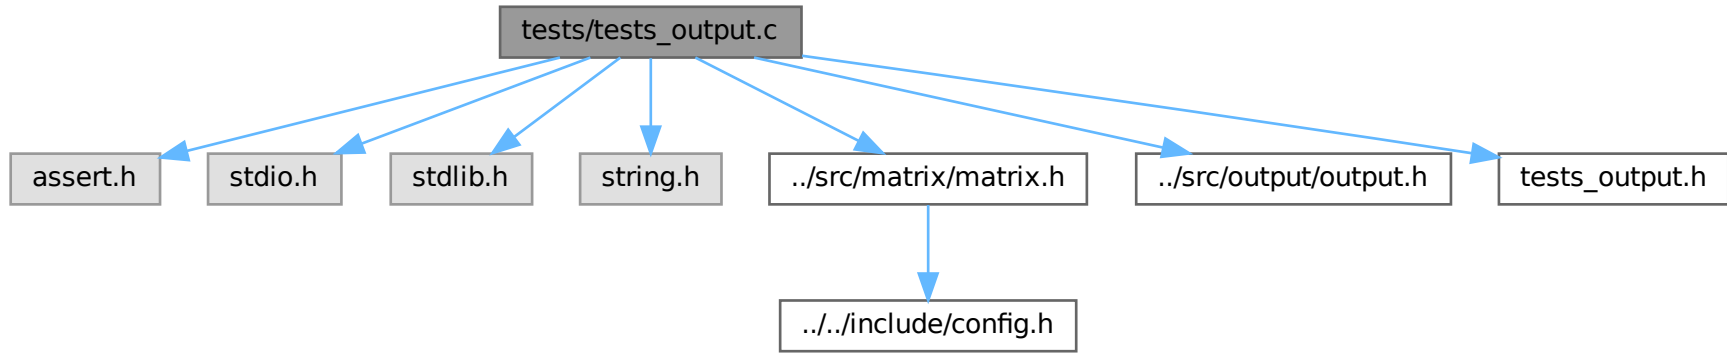 tests/tests_output.c
assert.h
stdio.h
stdlib.h
string.h
../src/matrix/matrix.h
../src/output/output.h
tests_output.h
../../include/config.h